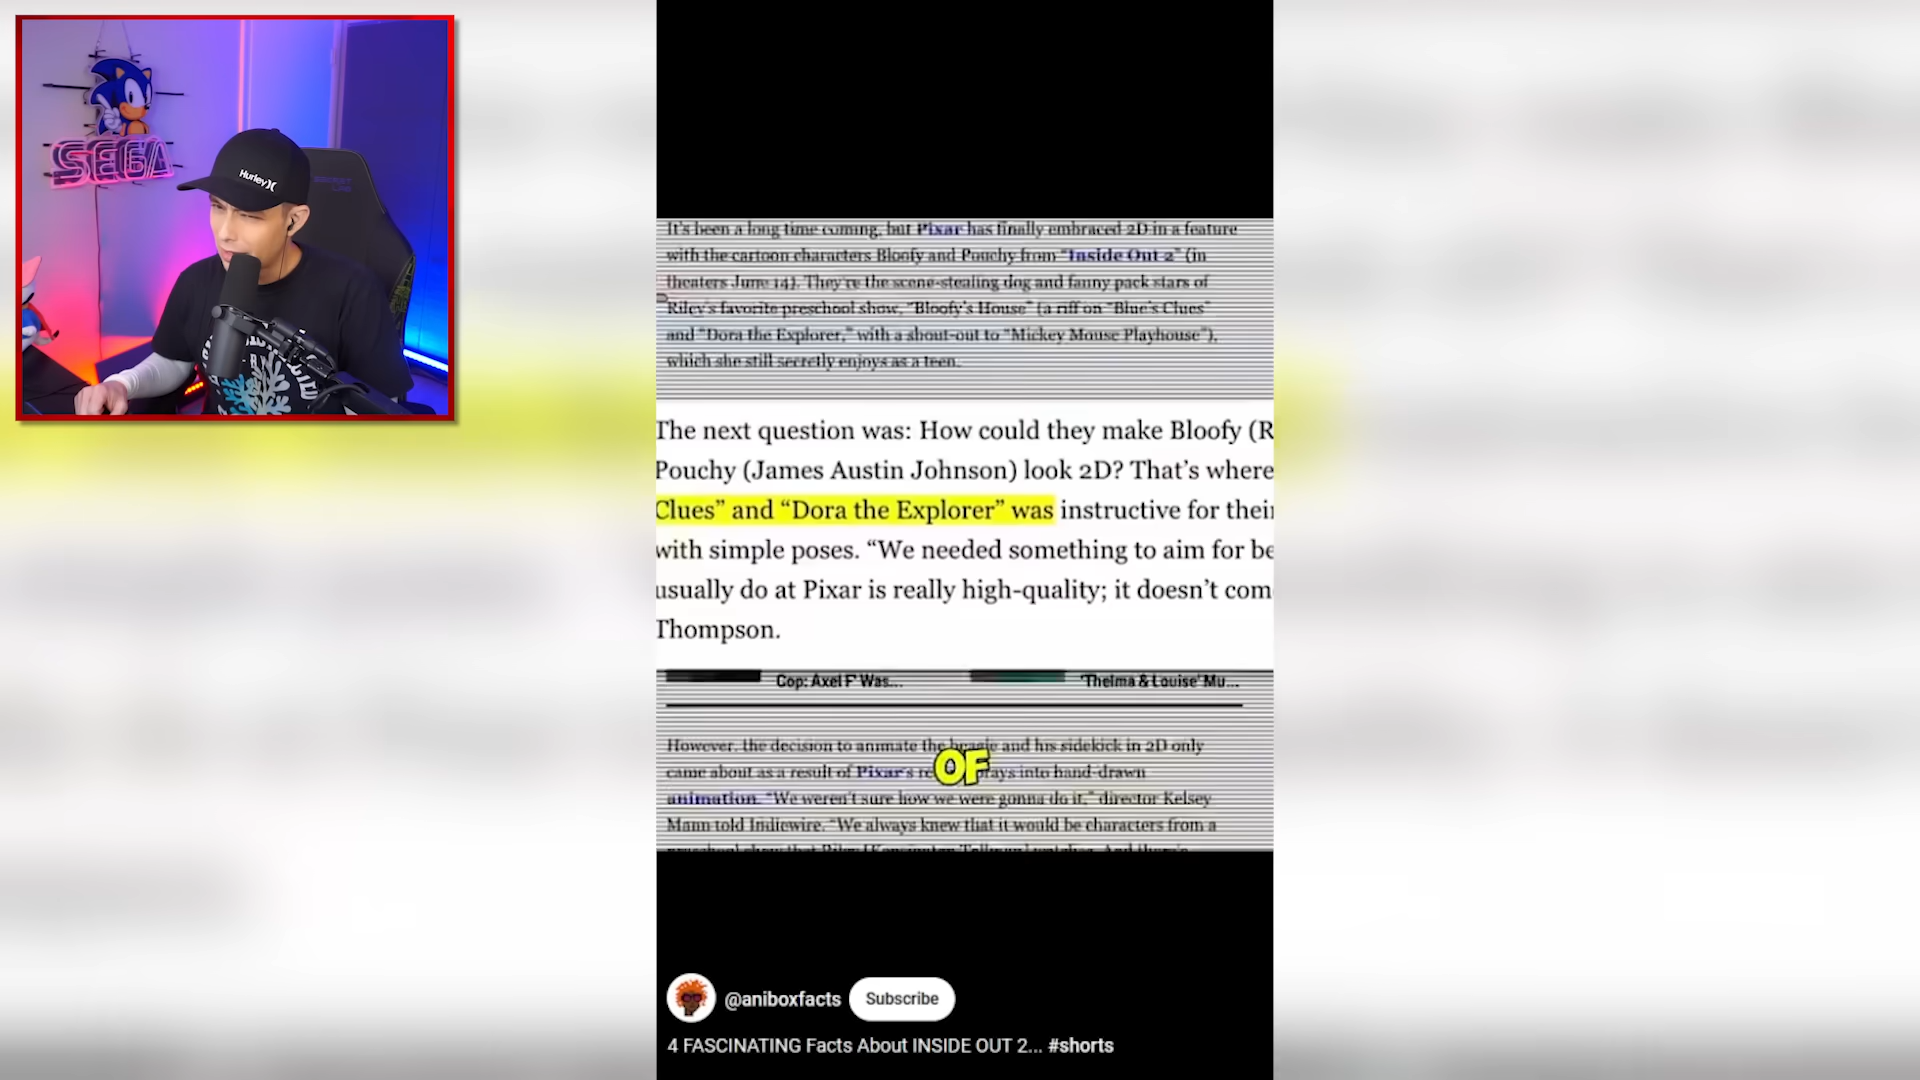 SEGA
Hurley
It's been a long time coming, but Pixar has finally embraced 2D in a feature
with the cartoon characters Bloofy and Pouchy from “Inside Out 2” (in
theaters June 14). They're the scene-stealing dog and fanny pack stars of
Riley's favorite preschool show, “Bloofy's House” (a riff on “Blue's Clues”
and “Dora the Explorer,” with a shout-out to “Mickey Mouse Playhouse”),
which she still secretly enjoys as a teen.
The next question was: How could they make Bloofy (R
Pouchy (James Austin Johnson) look 2D? That’s where
Clues” and “Dora the Explorer” was instructive for their
with simple poses. “We needed something to aim for be
usually do at Pixar is really high-quality; it doesn’t com
Thompson.
Cop: Axel F' Was... 'Thelma & Louise' Mu...
However, the decision to animate the beagle and his sidekick in 2D only
came about as a result of Pixar's into hand-drawn
OF
animation. “We weren't sure how we were gonna do it,” director Kelsey
Mann told Indiewire. “We always knew that it would be characters from a
@aniboxfacts Subscribe
4 FASCINATING Facts About INSIDE OUT 2... #shorts